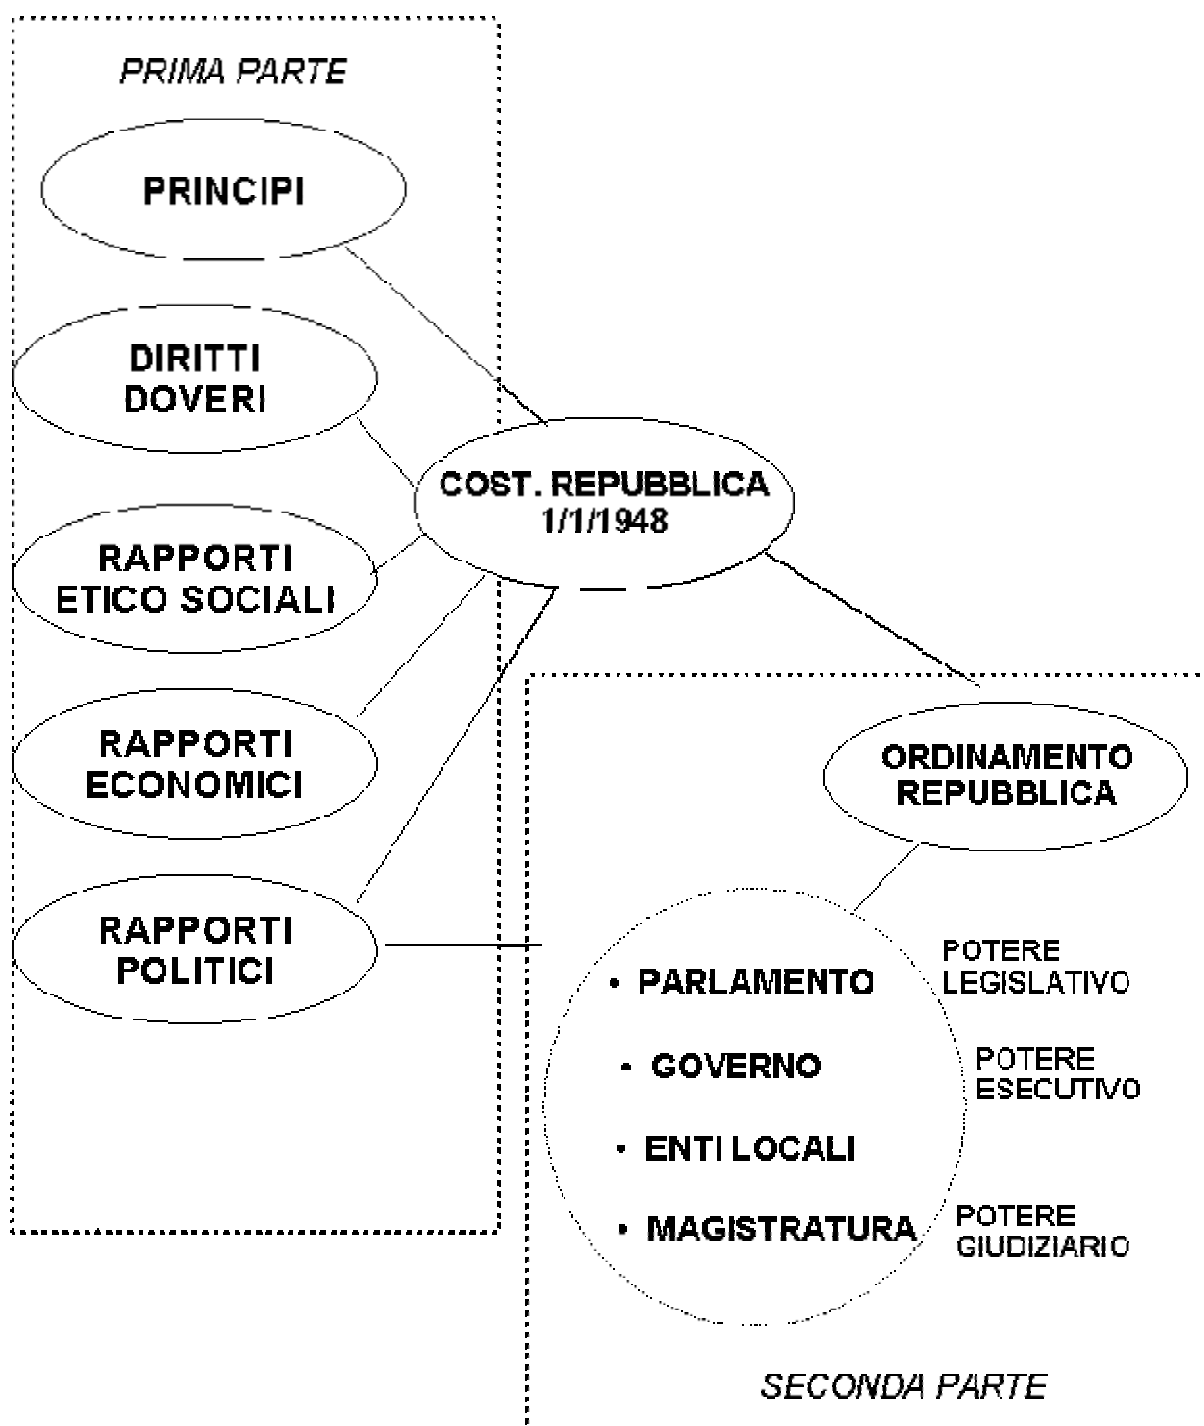 PRIMA PARTE
PRINCIPI
DIRITTI
DOVERI
RAPPORTI
ETICO SOCIALI
RAPPORTI
ECONOMICI
RAPPORTI
POLITICI
COST. REPUBBLICA
1/1/1948
ORDINAMENTO
REPUBBLICA
• PARLAMENTO
POTERE
LEGISLATIVO
• GOVERNO
POTERE
ESECUTIVO
• ENTI LOCALI
• MAGISTRATURA
POTERE
GIUDIZIARIO
SECONDA PARTE